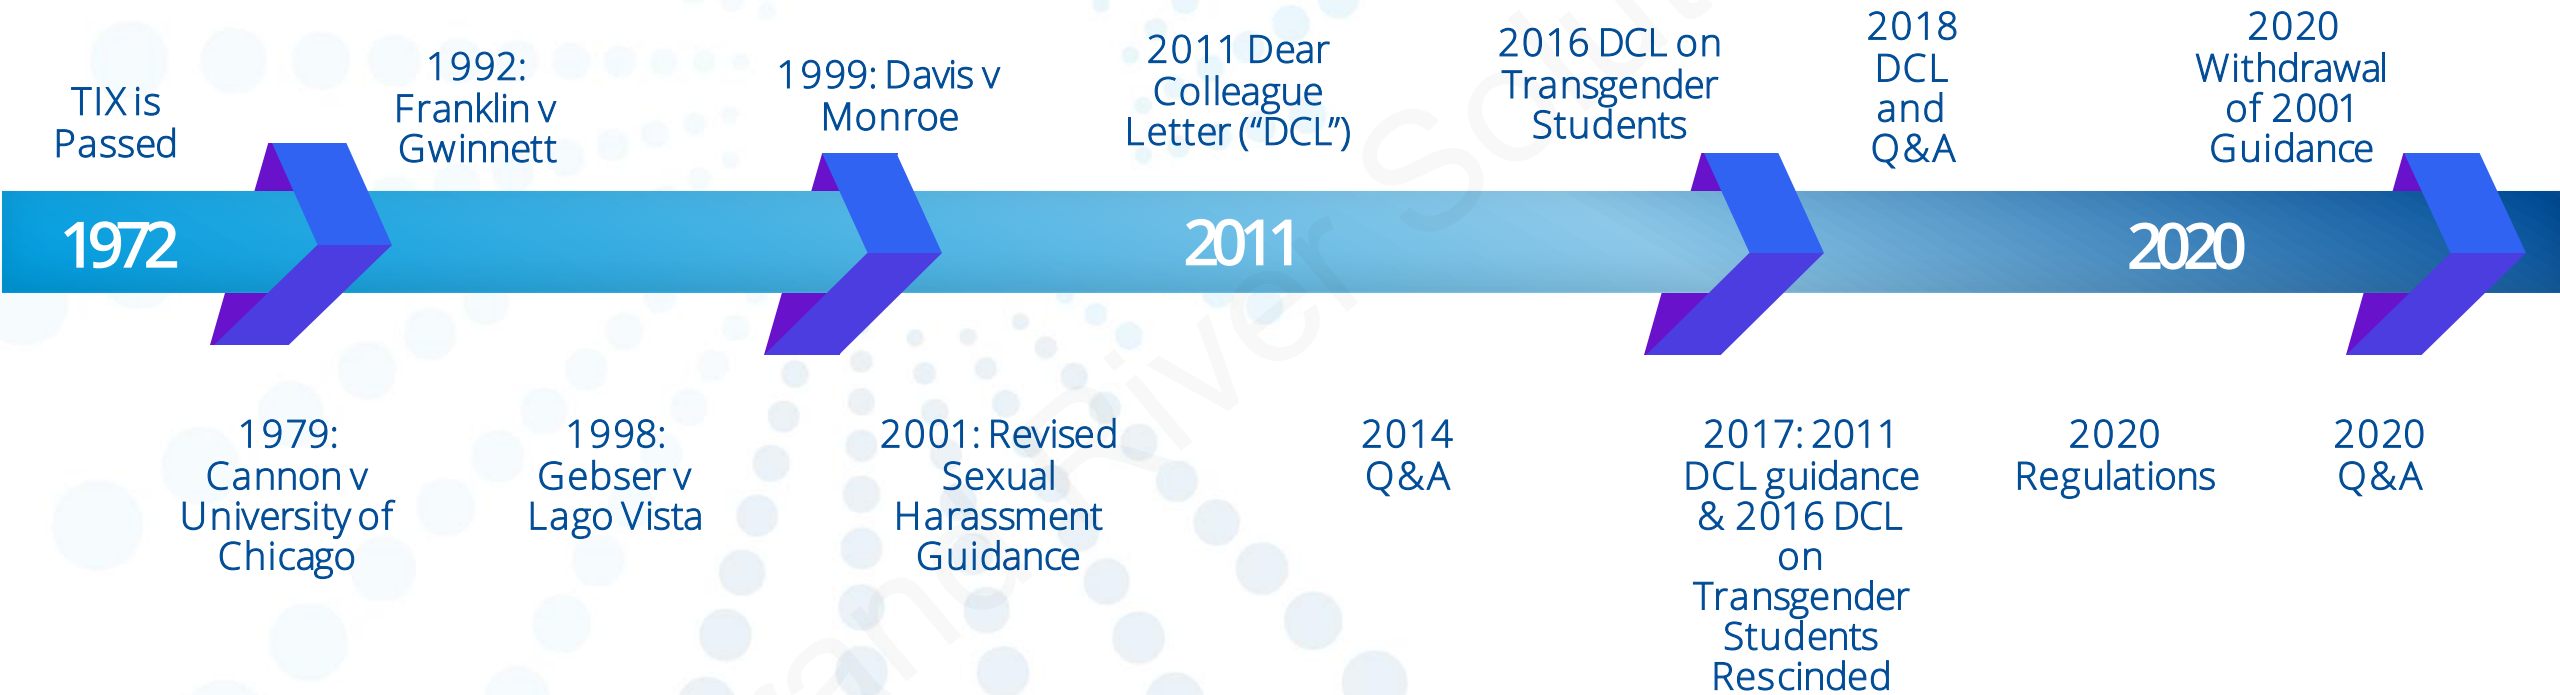 TIX is
Passed
1992:
Franklin v
Gwinnett
1999: Davis v
Monroe
2011 Dear
Colleague
Letter (“DCL”)
2016 DCL on
Transgender
Students
2018
DCL
and
Q&A
2020
Withdrawal
of 2001
Guidance
1972
2011
2020
1979:
Cannon v
University of
Chicago
1998:
Gebser v
Lago Vista
2001: Revised
Sexual
Harassment
Guidance
2014
Q&A
2017: 2011
DCL guidance
& 2016 DCL
on
Transgender
Students
Rescinded
2020
Regulations
2020
Q&A